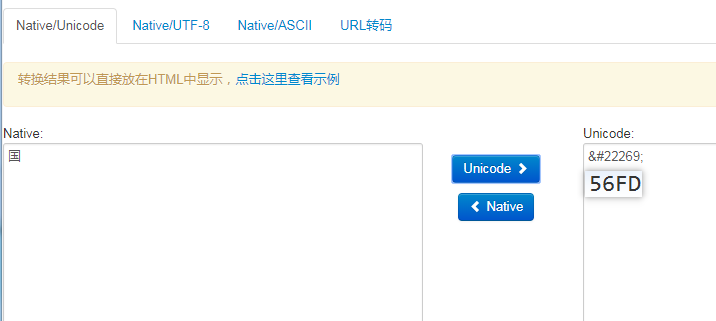 Native/Unicode Native/UTF-8 Native/ASCII URL转码
转换结果可以直接放在HTML中显示，点击这里查看示例
Native: Unicode:
国 Unicode &#22269;
56FD
Native